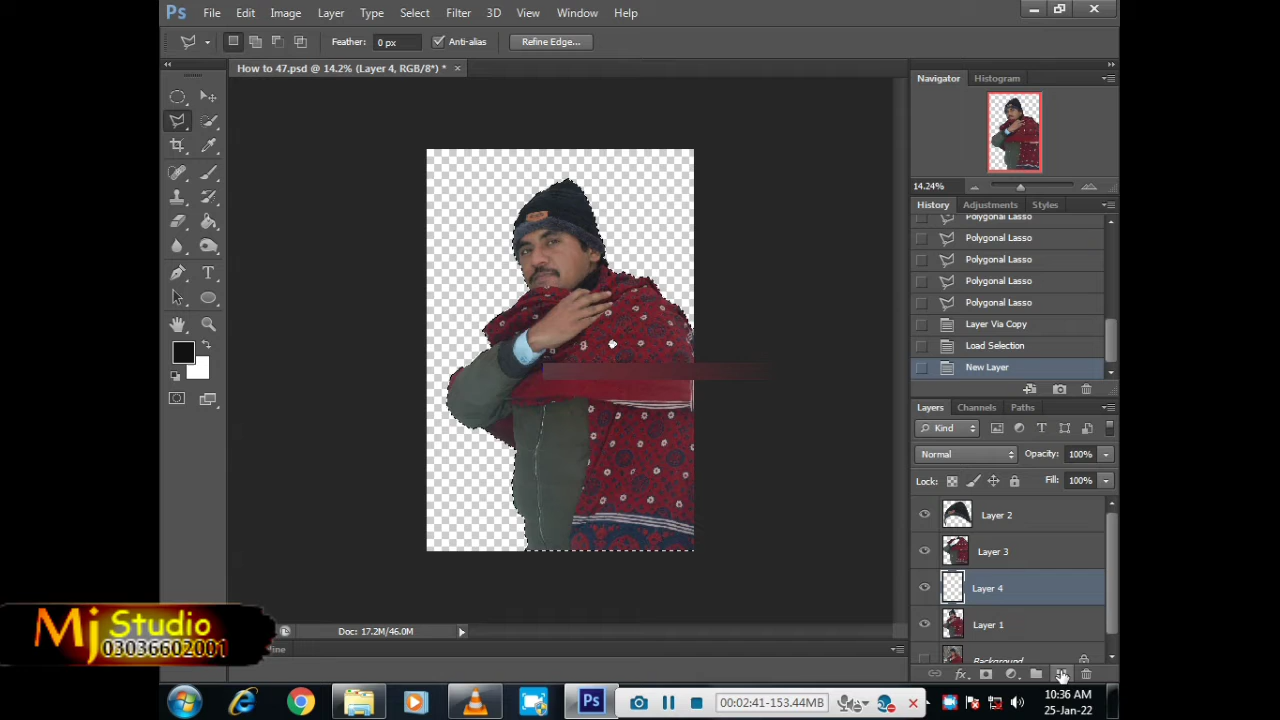 Ps File Edit Image Layer Type Select Filter 3D View Window Help
Feather: 0 px Anti-alias Refine Edge...
How to 47.psd @ 14.2% (Layer 4, RGB/8*) *
Navigator Histogram
14.24%
History Adjustments Styles
Polygonal Lasso
Polygonal Lasso
Polygonal Lasso
Polygonal Lasso
Polygonal Lasso
Layer Via Copy
Load Selection
New Layer
Layers Channels Paths
Kind
Normal Opacity: 100%
Lock: Fill: 100%
Layer 2
Layer 3
Layer 4
Layer 1
Background
Doc: 17.2M/46.0M
Mj Studio
03036602001
Ps
00:02:41-153.44MB
10:36 AM
25-Jan-22